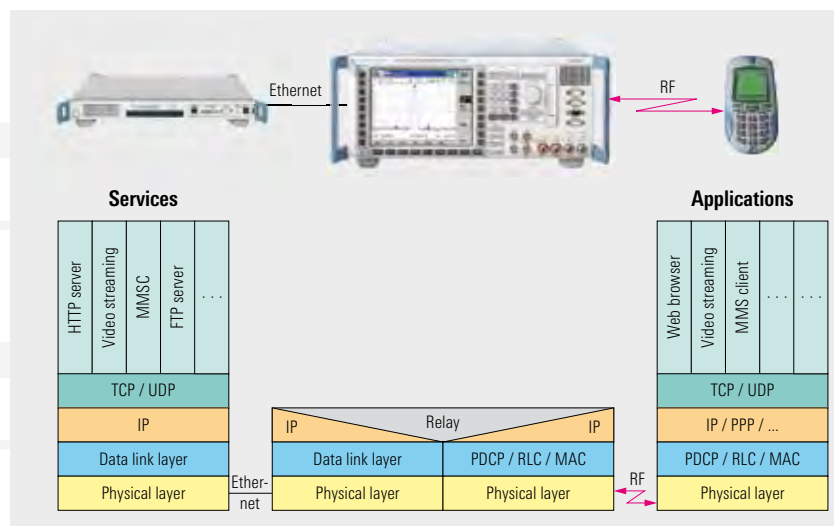 Ethernet
RF
Services
Applications
HTTP server
Video streaming
MMSC
FTP server
. . .
Web browser
Video streaming
MMS client
. . .
. . .
TCP / UDP
TCP / UDP
IP
IP
Relay
IP
IP / PPP / ...
Data link layer
Data link layer
PDCP / RLC / MAC
PDCP / RLC / MAC
Physical layer
Ether-
net
Physical layer
Physical layer
RF
Physical layer